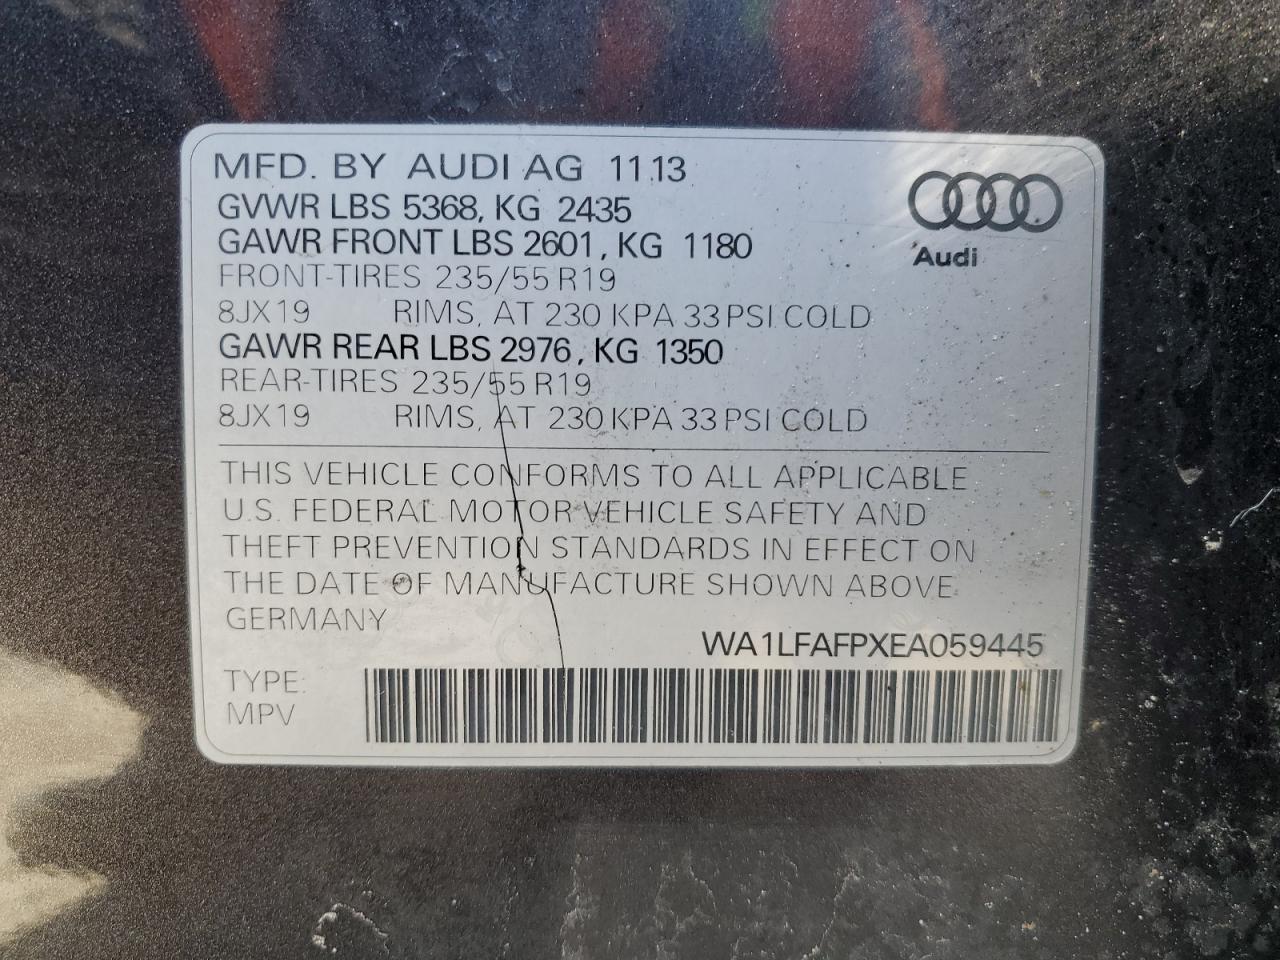 MFD. BY AUDI AG 11.13
GVWR LBS 5368, KG 2435
GAWR FRONT LBS 2601, KG 1180
FRONT-TIRES 235/55 R19
8JX19 RIMS, AT 230 KPA 33 PSI COLD
GAWR REAR LBS 2976, KG 1350
REAR-TIRES 235/55 R19
8JX19 RIMS, AT 230 KPA 33 PSI COLD
Audi
THIS VEHICLE CONFORMS TO ALL APPLICABLE
U.S. FEDERAL MOTOR VEHICLE SAFETY AND
THEFT PREVENTION STANDARDS IN EFFECT ON
THE DATE OF MANUFACTURE SHOWN ABOVE.
GERMANY
WA1LFAFPXEA059445
TYPE:
MPV